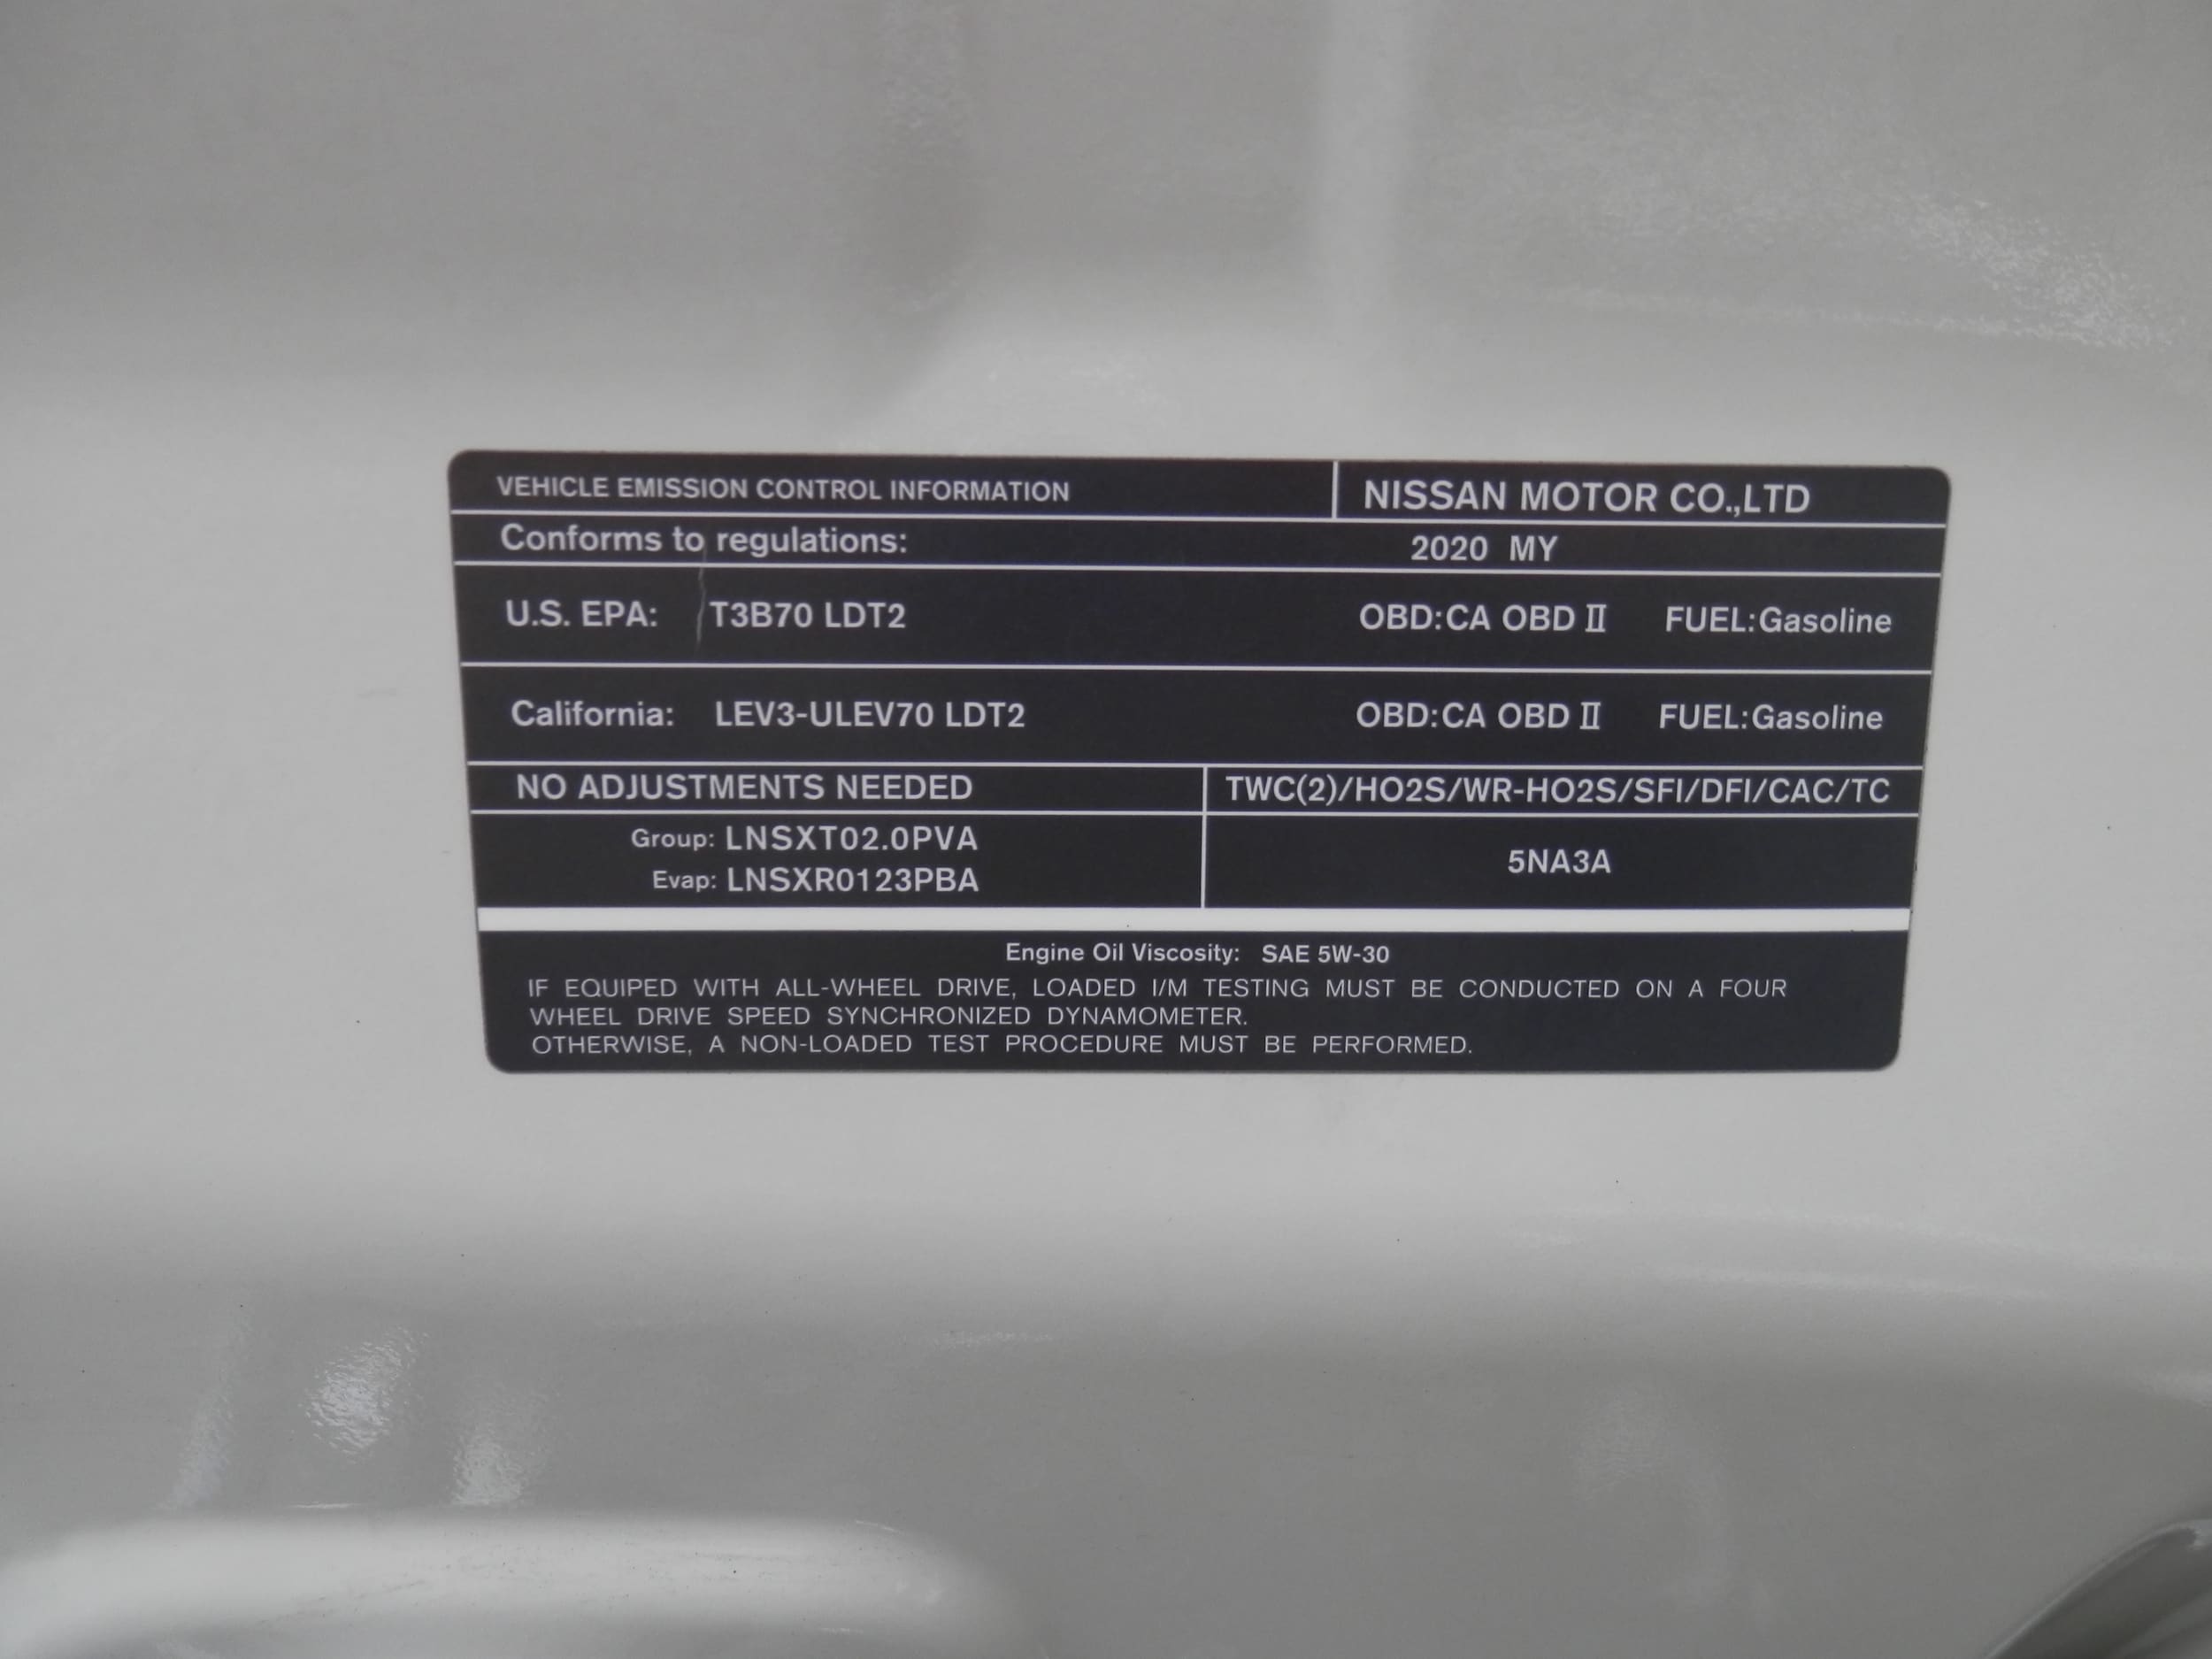 VEHICLE EMISSION CONTROL INFORMATION
NISSAN MOTOR CO.,LTD
Conforms to regulations:
2020 MY
U.S. EPA: T3B70 LDT2 OBD:CA OBD II FUEL:Gasoline
California: LEV3-ULEV70 LDT2 OBD:CA OBD II FUEL:Gasoline
NO ADJUSTMENTS NEEDED
TWC(2)/HO2S/WR-HO2S/SFI/DFI/CAC/TC
Group: LNSXT02.0PVA
Evap: LNSXR0123PBA
5NA3A
Engine Oil Viscosity: SAE 5W-30
IF EQUIPED WITH ALL-WHEEL DRIVE, LOADED I/M TESTING MUST BE CONDUCTED ON A FOUR
WHEEL DRIVE SPEED SYNCHRONIZED DYNAMOMETER.
OTHERWISE, A NON-LOADED TEST PROCEDURE MUST BE PERFORMED.